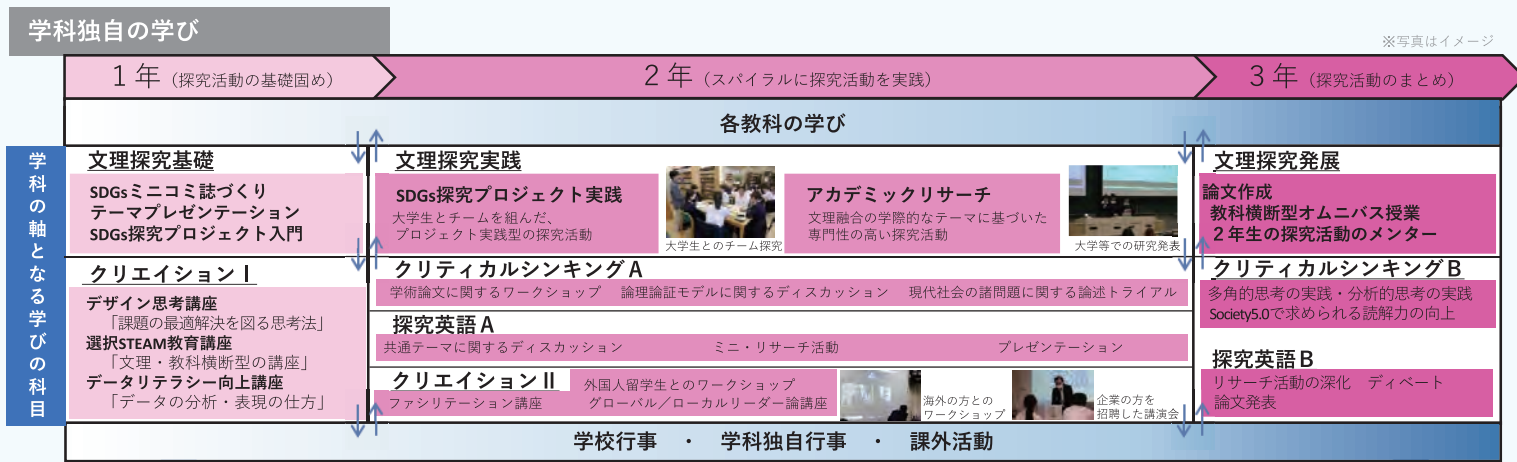 学科独自の学び
※写真はイメージ
1年（探究活動の基礎固め）
2年（スパイラルに探究活動を実践）
3年（探究活動のまとめ）
各教科の学び
学科の軸となる学びの科目
文理探究基礎
SDGsミニコミ誌づくり
テーマプレゼンテーション
SDGs探究プロジェクト入門
クリエイションⅠ
デザイン思考講座
「課題の最適解決を図る思考法」
選択STEAM教育講座
「文理・教科横断型の講座」
データリテラシー向上講座
「データの分析・表現の仕方」
文理探究実践
SDGs探究プロジェクト実践
大学生とチームを組んだ、
プロジェクト実践型の探究活動
大学生とのチーム探究
アカデミックリサーチ
文理融合の学際的なテーマに基づいた
専門性の高い探究活動
大学等での研究発表
クリティカルシンキングA
学術論文に関するワークショップ　論理論証モデルに関するディスカッション　現代社会の諸問題に関する論述トライアル
探究英語A
共通テーマに関するディスカッション　ミニ・リサーチ活動　プレゼンテーション
クリエイションⅡ
ファシリテーション講座
外国人留学生とのワークショップ
グローバル／ローカルリーダー論講座
海外の方との
ワークショップ
企業の方を
招聘した講演会
文理探究発展
論文作成
教科横断型オムニバス授業
2年生の探究活動のメンター
クリティカルシンキングB
多角的思考の実践・分析的思考の実践
Society5.0で求められる読解力の向上
探究英語B
リサーチ活動の深化　ディベート
論文発表
学校行事　・　学科独自行事　・　課外活動